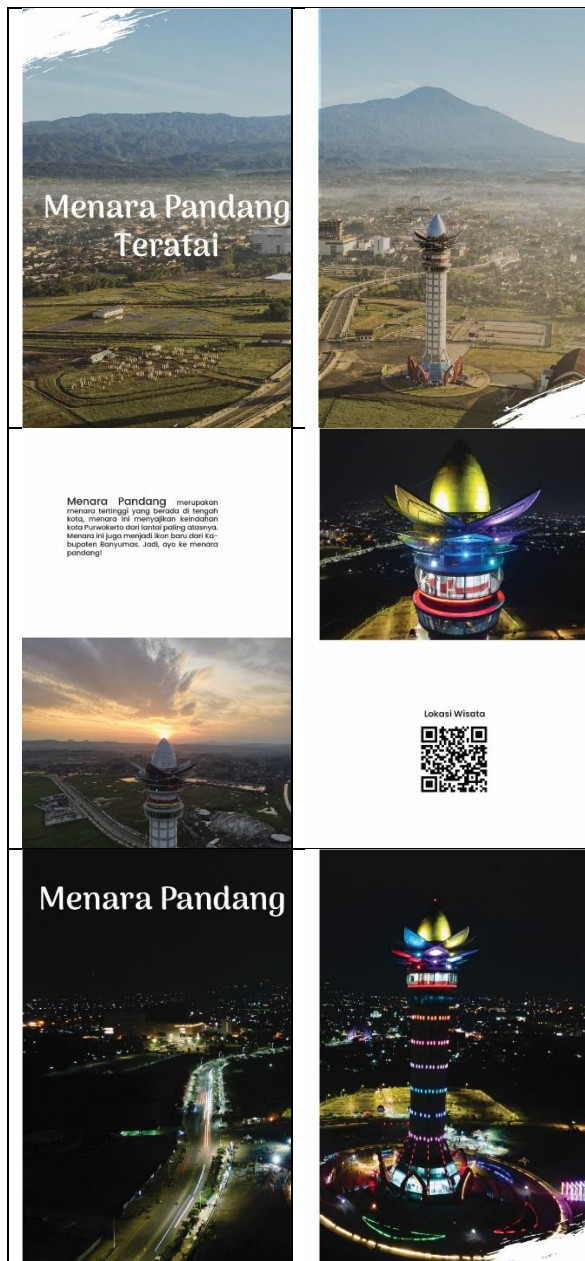 Menara Pandang
Teratai
Menara Pandang merupakan
menara tertinggi yang berada di tengah
kota, menara ini menyajikan keindahan
kota Purwokerto dari lantai paling atasnya.
Menara ini juga menjadi ikon baru dari Ka-
bupaten Banyumas. Jadi, ayo ke menara
pandang!
Lokasi Wisata
Menara Pandang